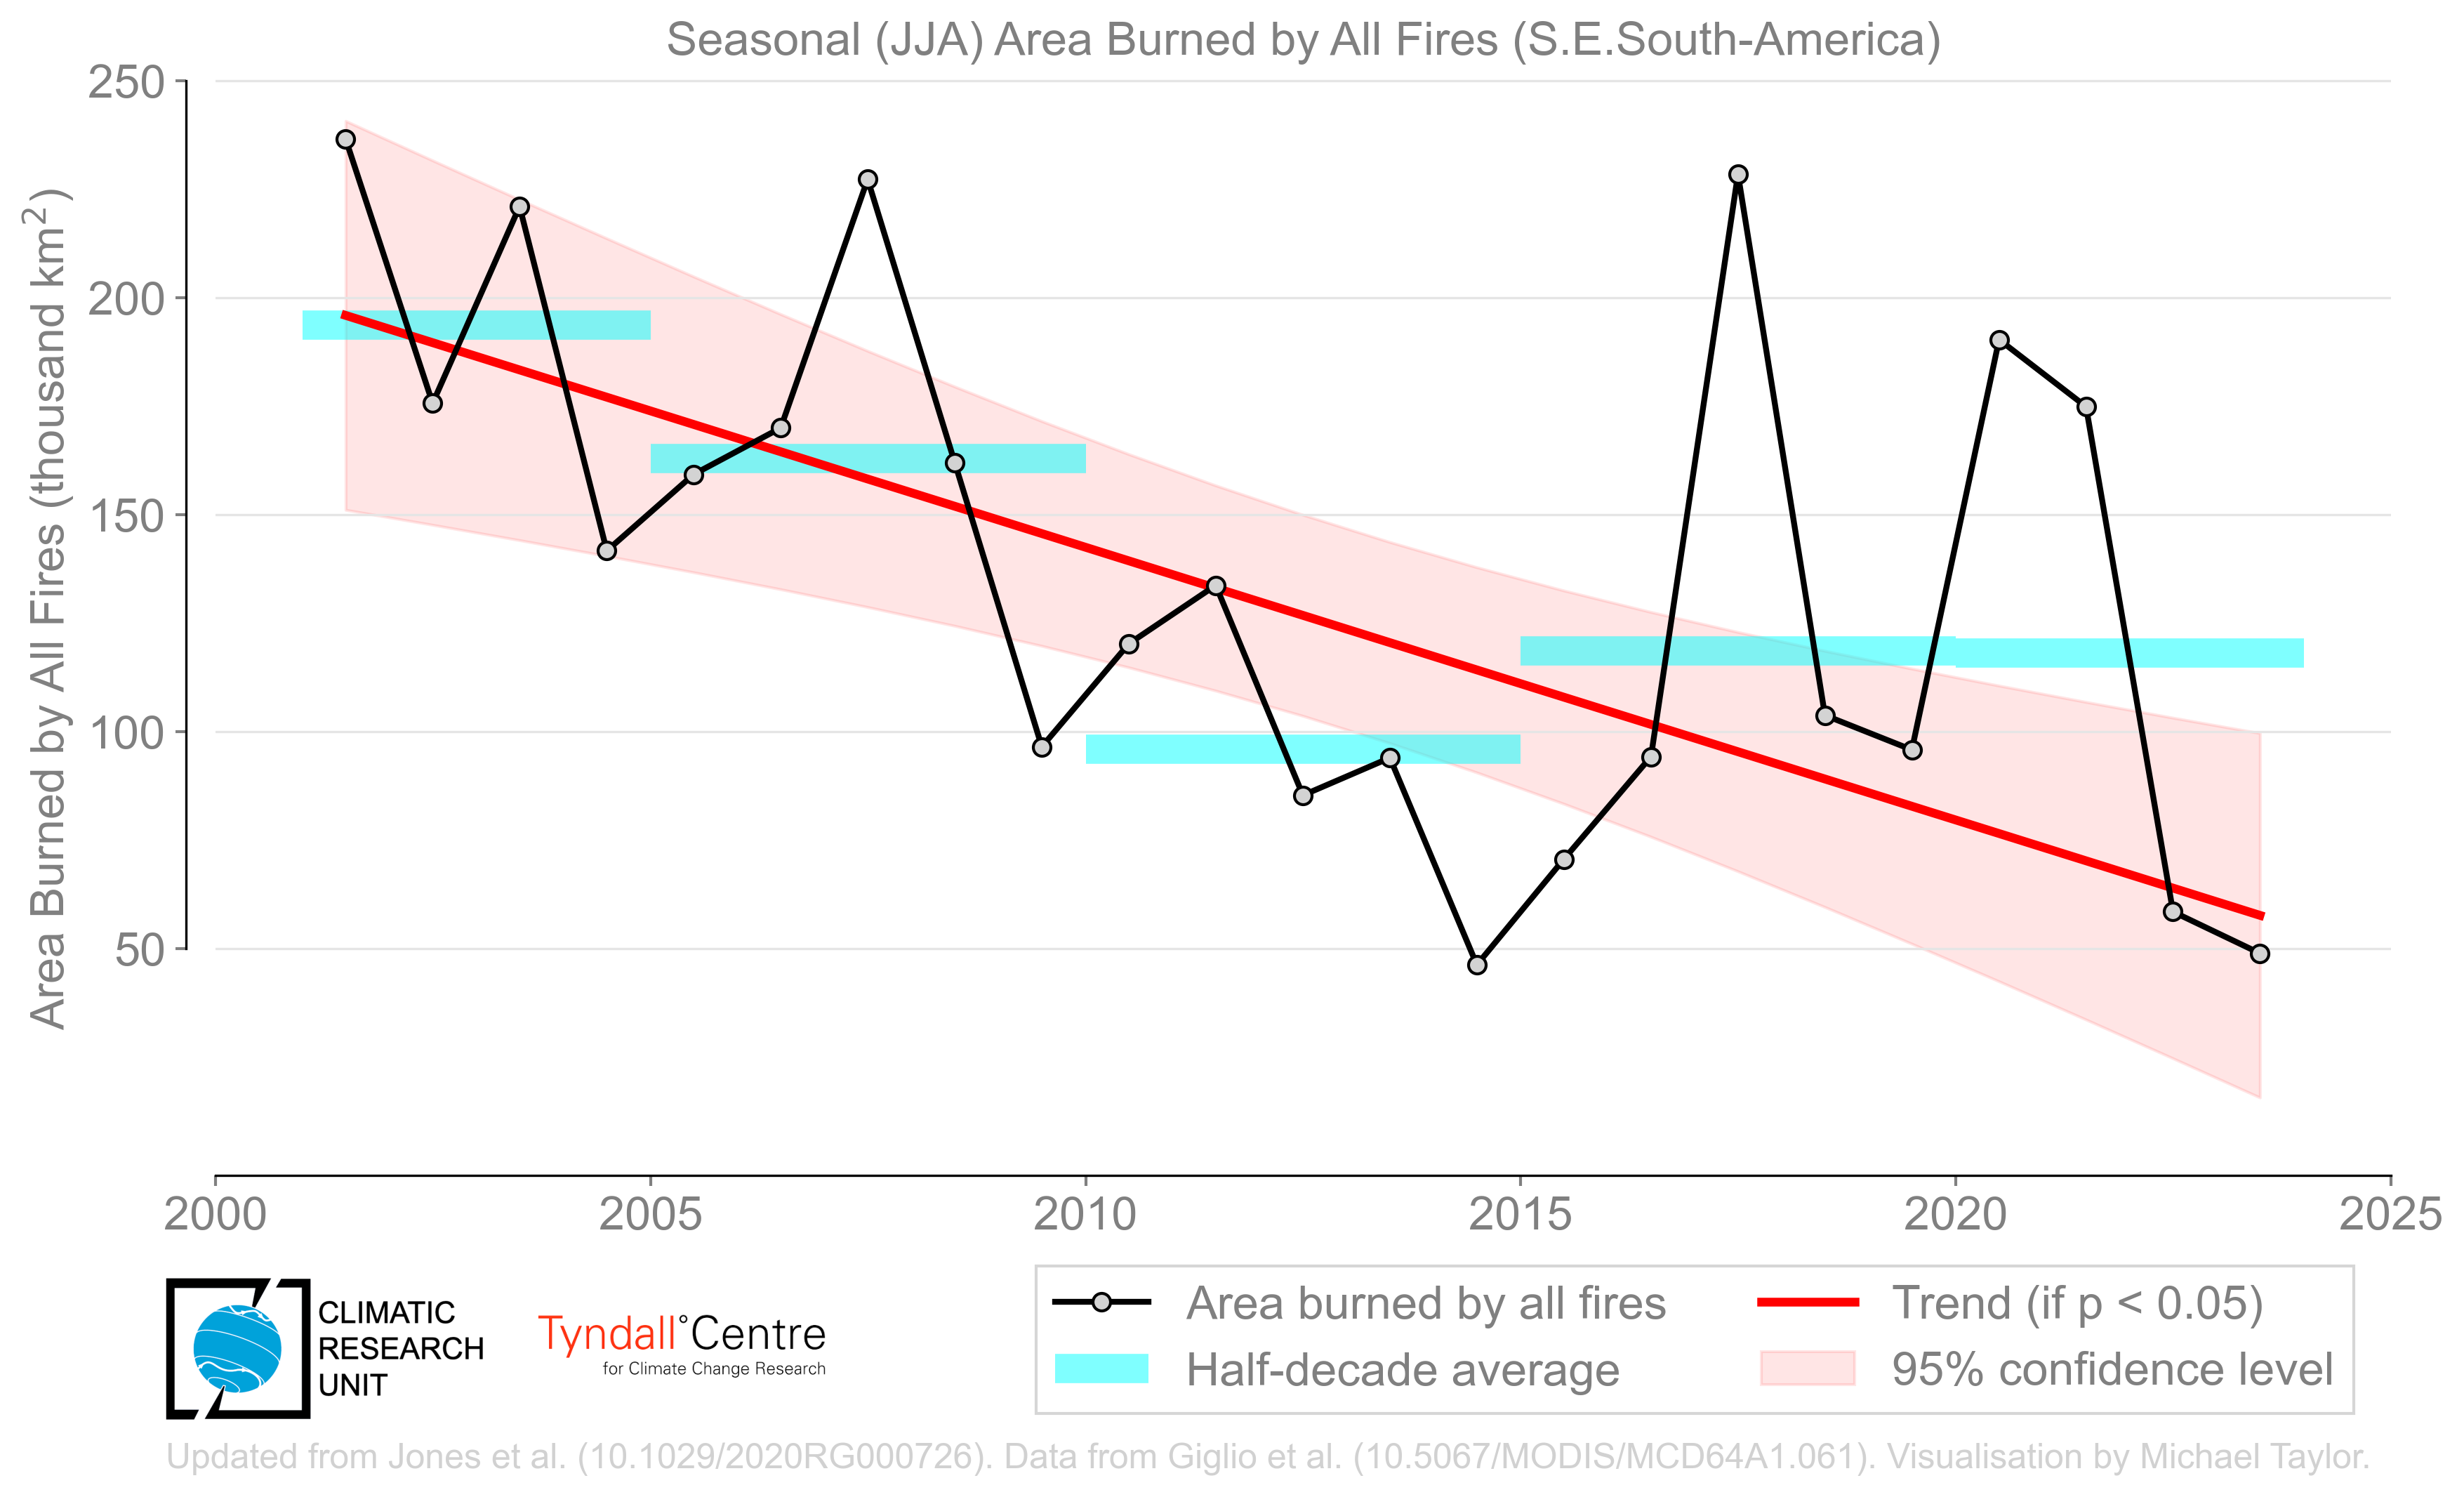 Seasonal (JJA) Area Burned by All Fires (S.E.South-America)
Area Burned by All Fires (thousand km²)
250
200
150
100
50
2000 2005 2010 2015 2020 2025
CLIMATIC
RESEARCH
UNIT
Tyndall°Centre
for Climate Change Research
Area burned by all fires
Half-decade average
Trend (if p < 0.05)
95% confidence level
Updated from Jones et al. (10.1029/2020RG000726). Data from Giglio et al. (10.5067/MODIS/MCD64A1.061). Visualisation by Michael Taylor.